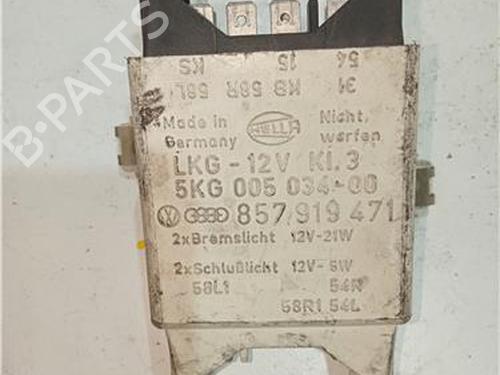 B-PARTS
KS 15 54
58L KB 58R 31
Made in Germany
HELLA
Nicht werfen
LKG - 12V Kl. 3
5KG 005 034-00
857 919 471
2xBremslicht 12V-21W
2xSchlußlicht 12V-5W
58L1 54R
58R1 54L